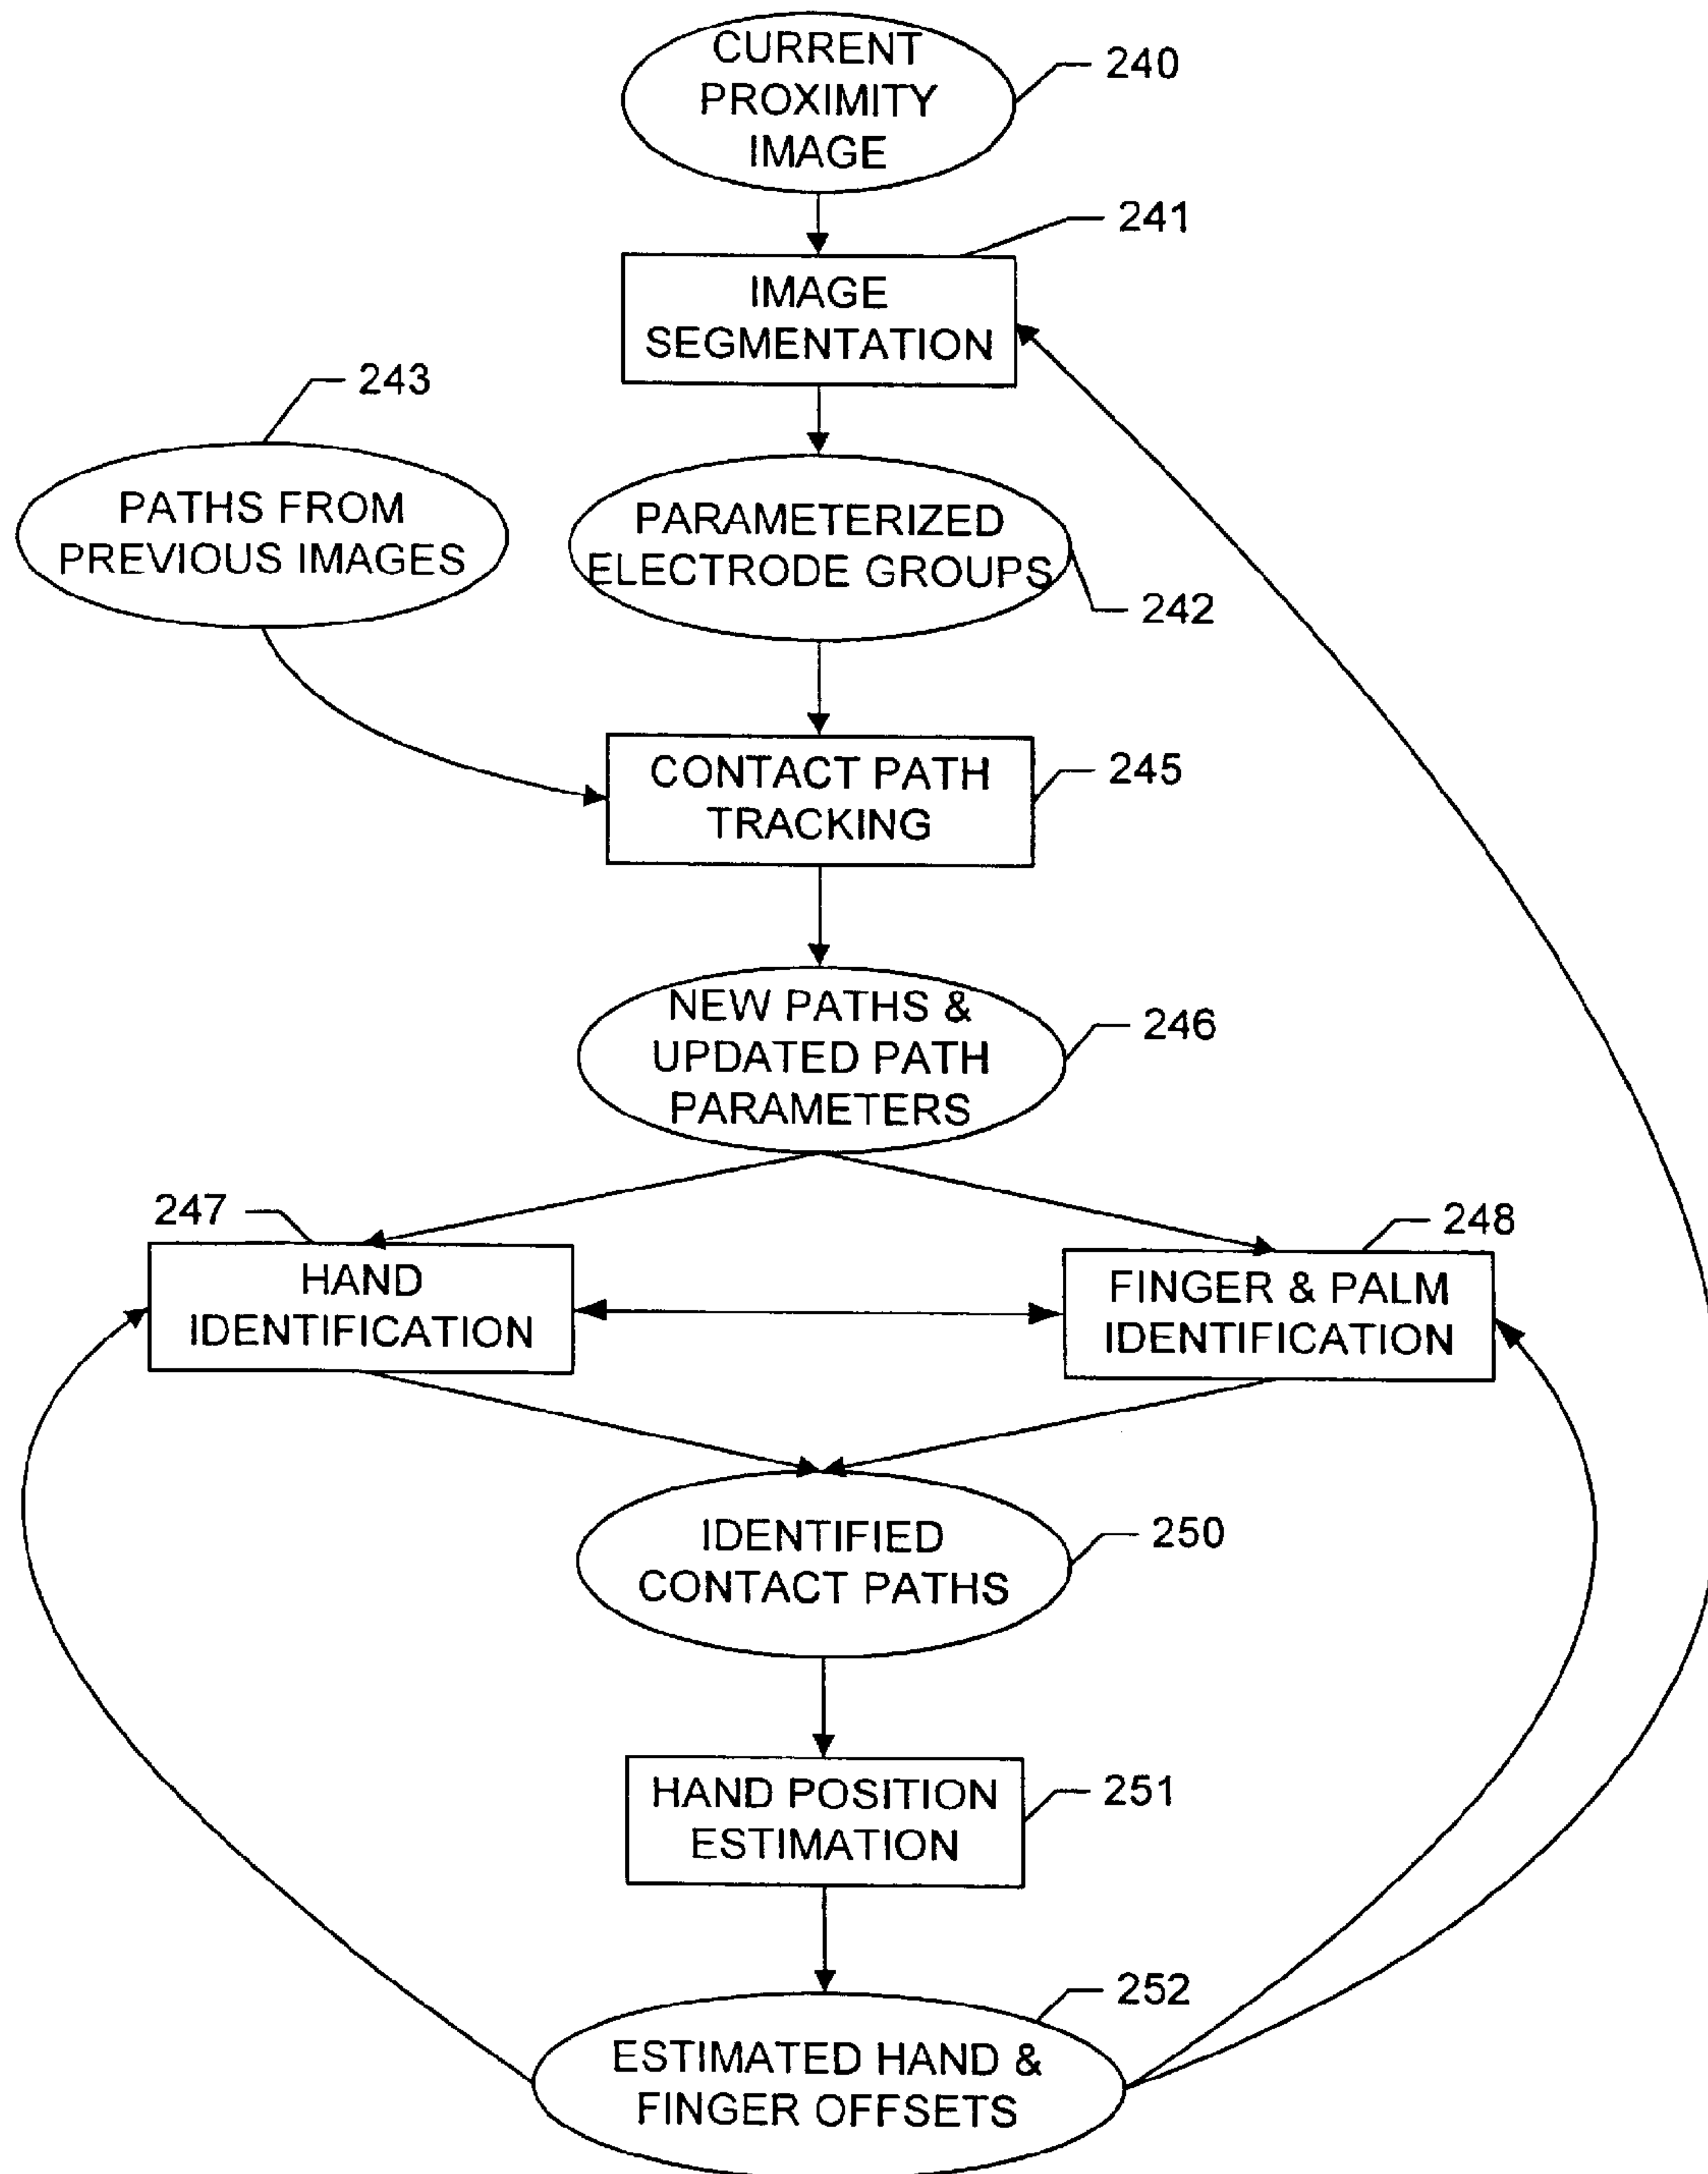 CURRENT
PROXIMITY
IMAGE
240
241
IMAGE
SEGMENTATION
243
PATHS FROM
PREVIOUS IMAGES
PARAMETERIZED
ELECTRODE GROUPS
242
CONTACT PATH
TRACKING
245
NEW PATHS &
UPDATED PATH
PARAMETERS
246
247
HAND
IDENTIFICATION
248
FINGER & PALM
IDENTIFICATION
IDENTIFIED
CONTACT PATHS
250
HAND POSITION
ESTIMATION
251
252
ESTIMATED HAND &
FINGER OFFSETS